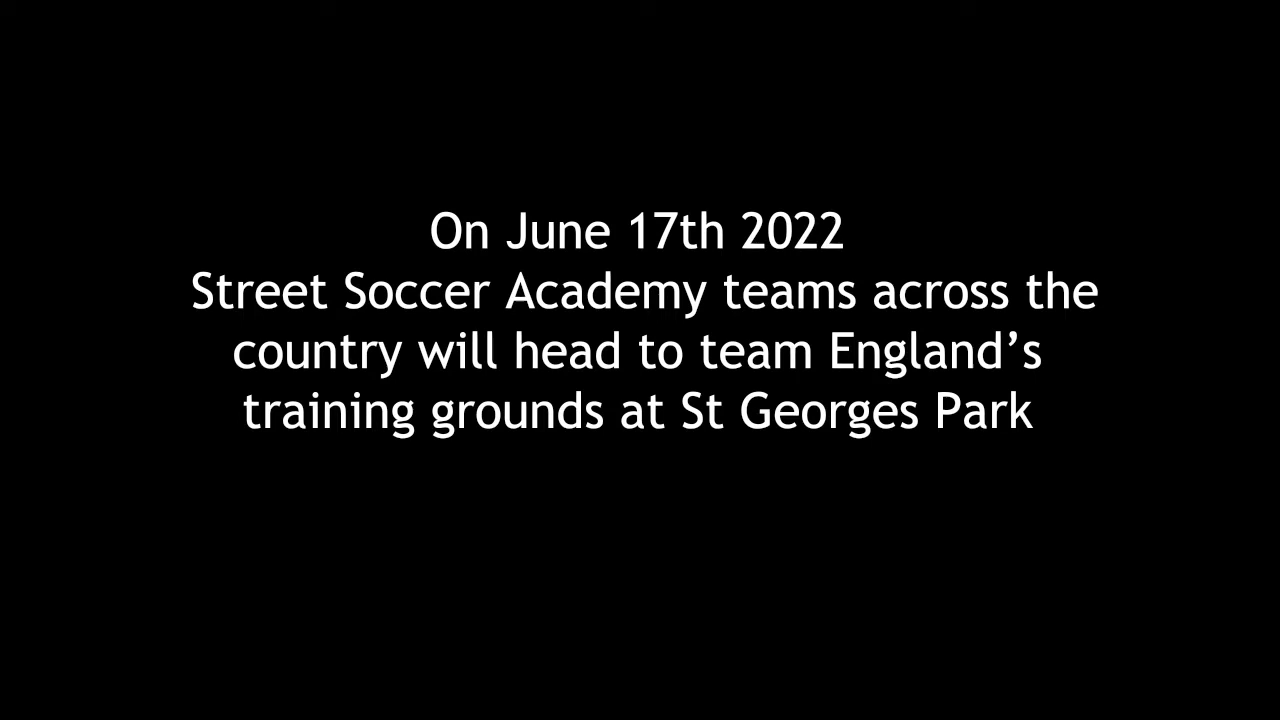 On June 17th 2022
Street Soccer Academy teams across the
country will head to team England’s
training grounds at St Georges Park